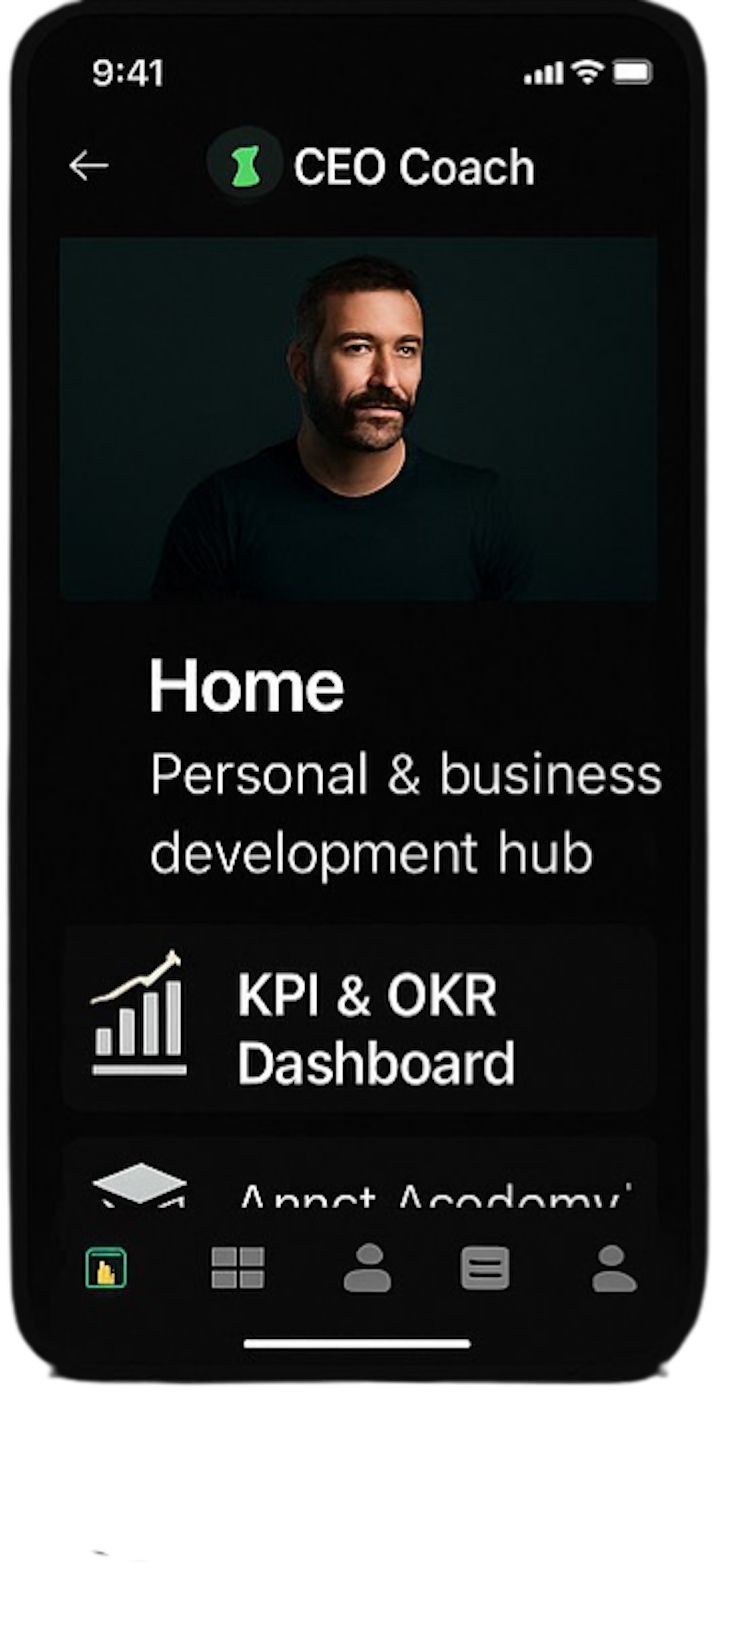 9:41
CEO Coach
Home
Personal & business
development hub
KPI & OKR
Dashboard